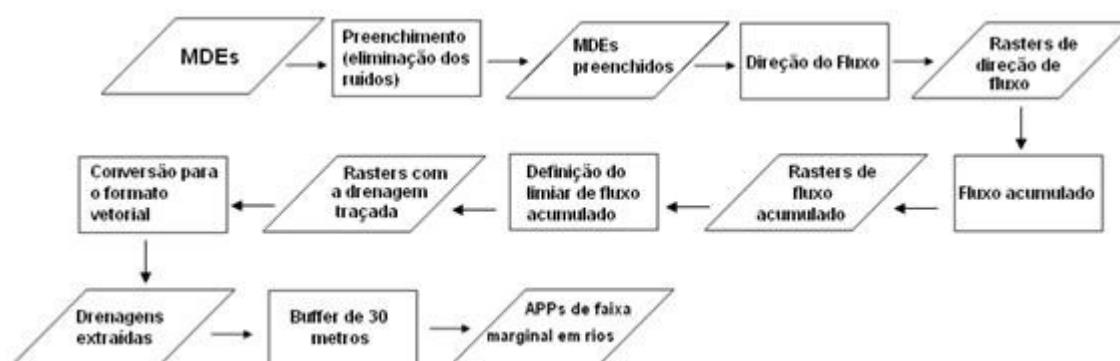 MDEs
Preenchimento
(eliminação dos
ruídos)
MDEs
preenchidos
Direção do Fluxo
Rasters de
direção de
fluxo
Fluxo acumulado
Rasters de
fluxo
acumulado
Definição do
limiar de fluxo
acumulado
Rasters com
a drenagem
traçada
Conversão para
o formato
vetorial
Drenagens
extraídas
Buffer de 30
metros
APPs de faixa
marginal em rios